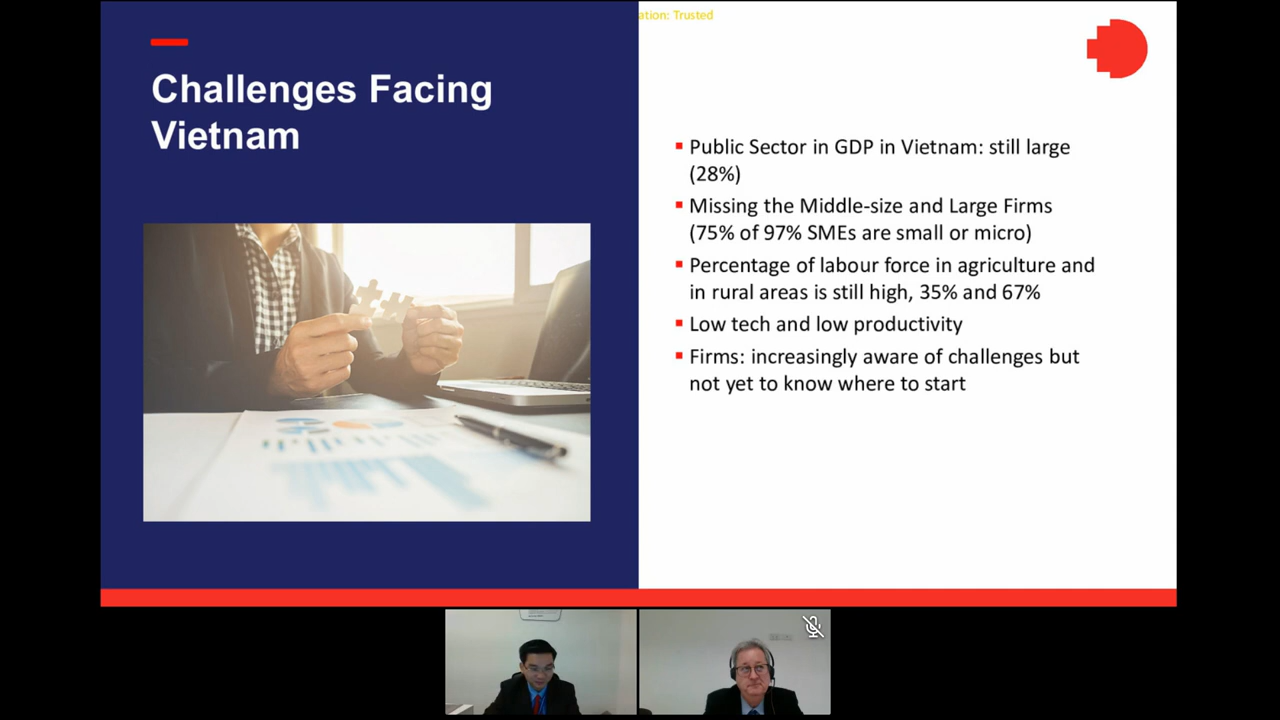 ation: Trusted
Challenges Facing
Vietnam
Public Sector in GDP in Vietnam: still large
(28%)
Missing the Middle-size and Large Firms
(75% of 97% SMEs are small or micro)
Percentage of labour force in agriculture and
in rural areas is still high, 35% and 67%
Low tech and low productivity
Firms: increasingly aware of challenges but
not yet to know where to start